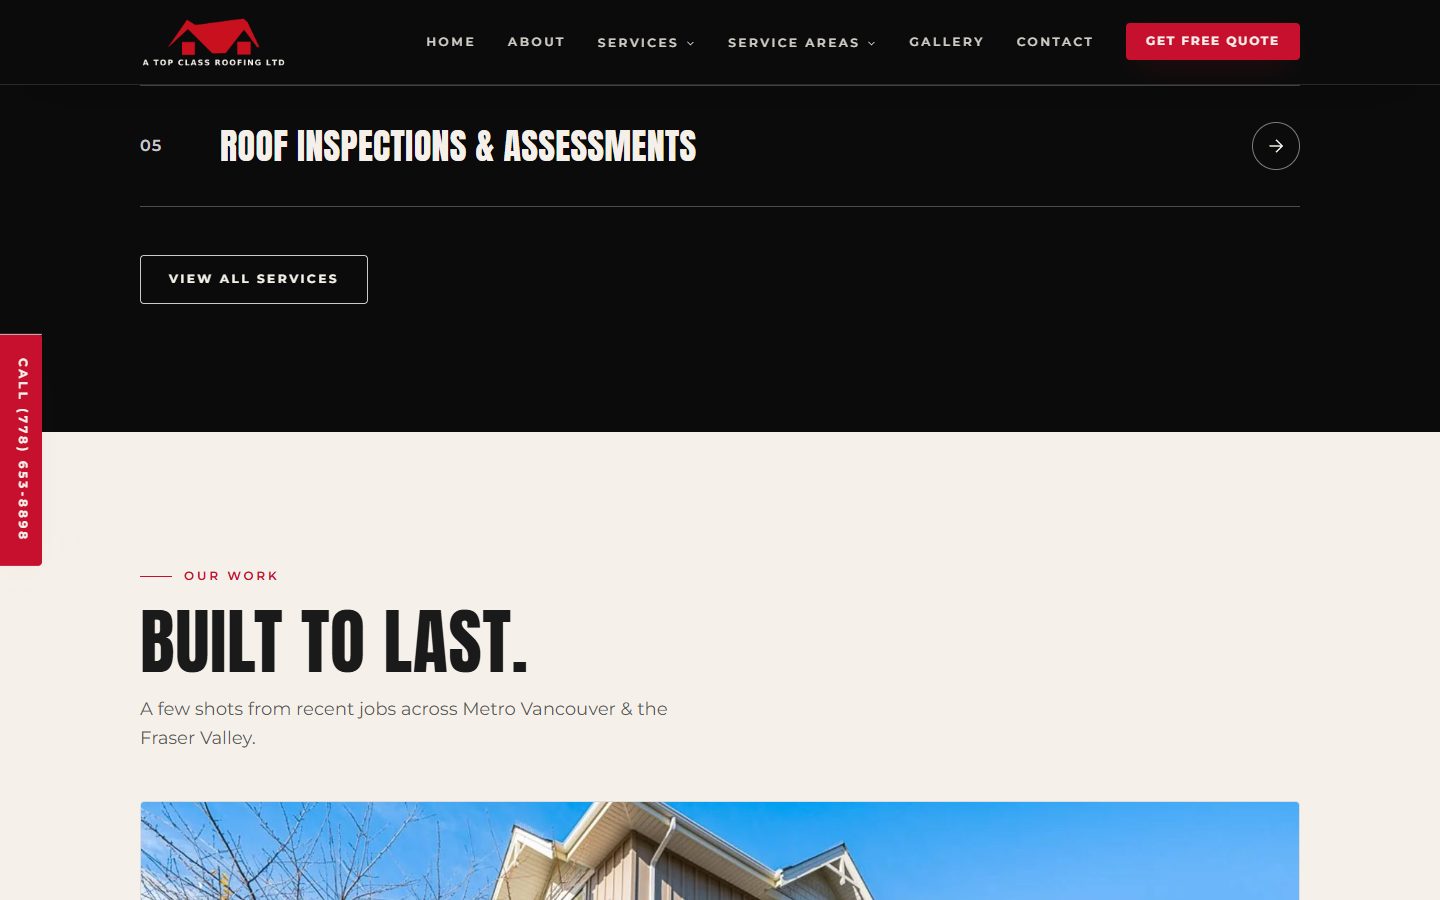 A TOP CLASS ROOFING LTD
HOME
ABOUT
SERVICES
SERVICE AREAS
GALLERY
CONTACT
GET FREE QUOTE
05
ROOF INSPECTIONS & ASSESSMENTS
VIEW ALL SERVICES
CALL (778) 653-8898
OUR WORK
BUILT TO LAST.
A few shots from recent jobs across Metro Vancouver & the
Fraser Valley.